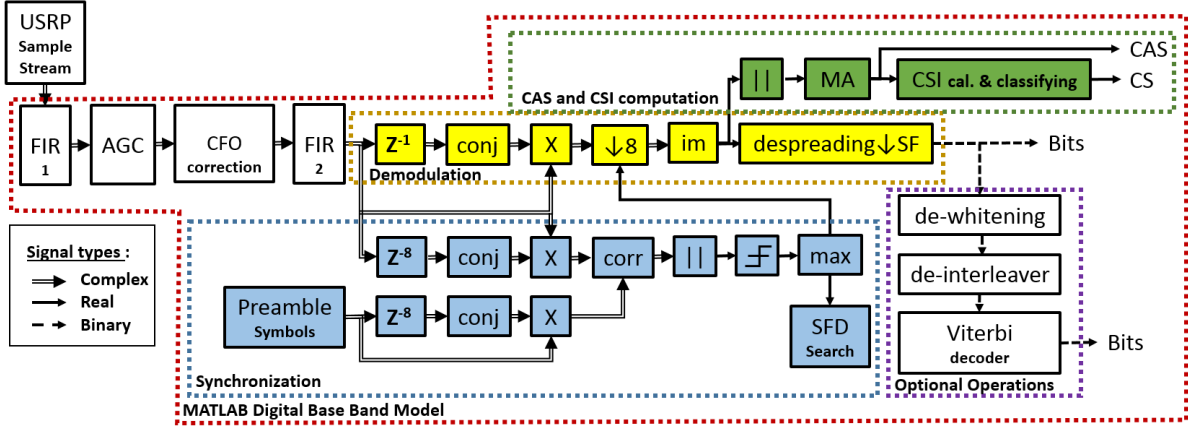 USRP
Sample
Stream
FIR
1
AGC
CFO
correction
FIR
2
Z-1
conj
X
↓8
im
despreading↓SF
Bits
Demodulation
||
MA
CSI cal. & classifying
CAS
CS
CAS and CSI computation
Z-8
conj
X
corr
||
max
Preamble
Symbols
Z-8
conj
X
SFD
Search
Synchronization
de-whitening
de-interleaver
Viterbi
decoder
Bits
Optional Operations
Signal types :
Complex
Real
Binary
MATLAB Digital Base Band Model